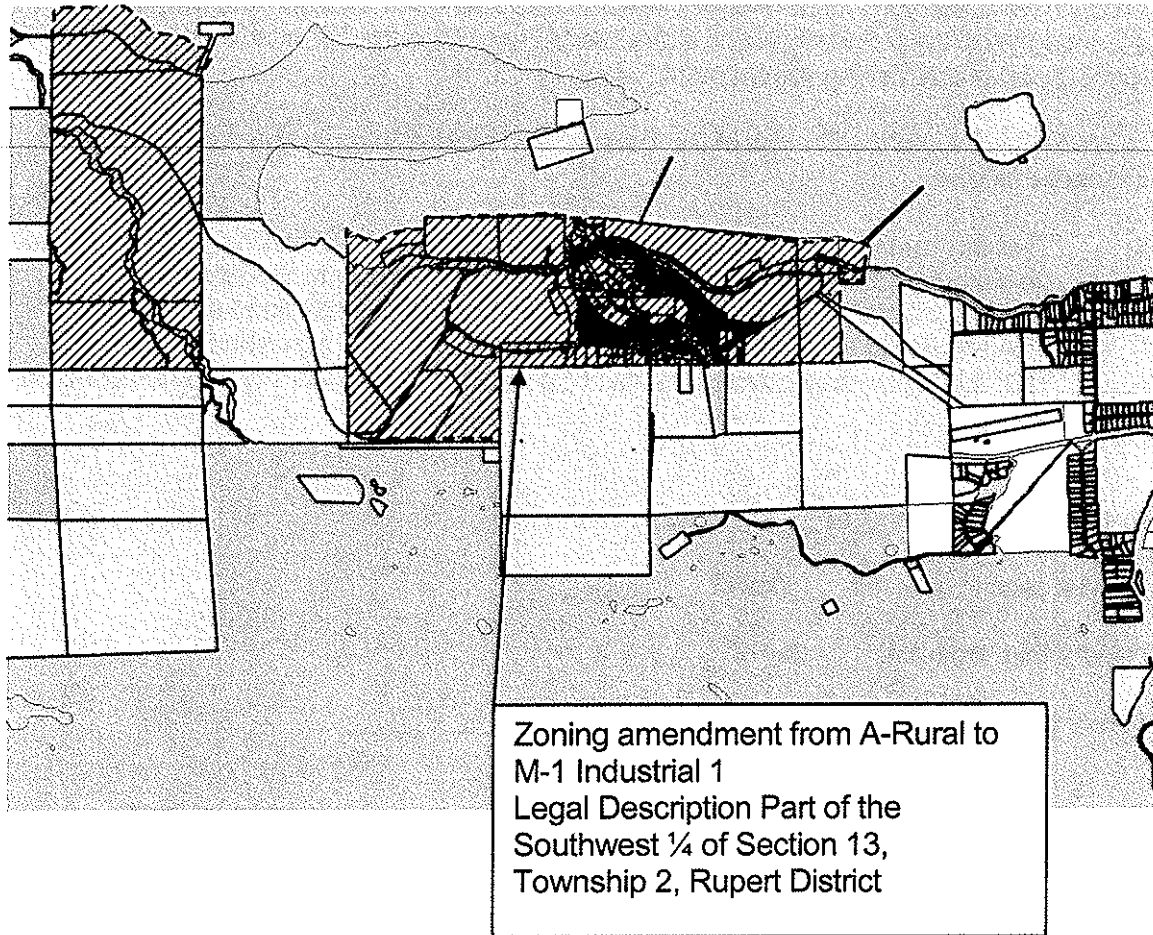 Zoning amendment from A-Rural to
M-1 Industrial 1
Legal Description Part of the
Southwest ¼ of Section 13,
Township 2, Rupert District